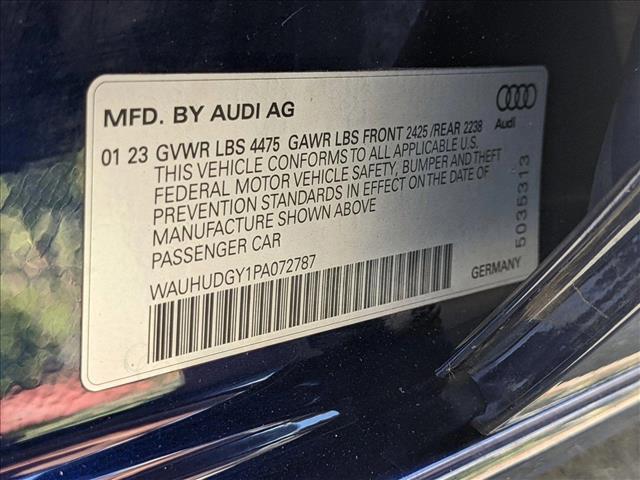 MFD. BY AUDI AG
Audi
01 23 GVWR LBS 4475 GAWR LBS FRONT 2425 /REAR 2238
THIS VEHICLE CONFORMS TO ALL APPLICABLE U.S.
FEDERAL MOTOR VEHICLE SAFETY, BUMPER AND THEFT
PREVENTION STANDARDS IN EFFECT ON THE DATE OF
MANUFACTURE SHOWN ABOVE
PASSENGER CAR
WAUHUDGY1PA072787
GERMANY
5035313